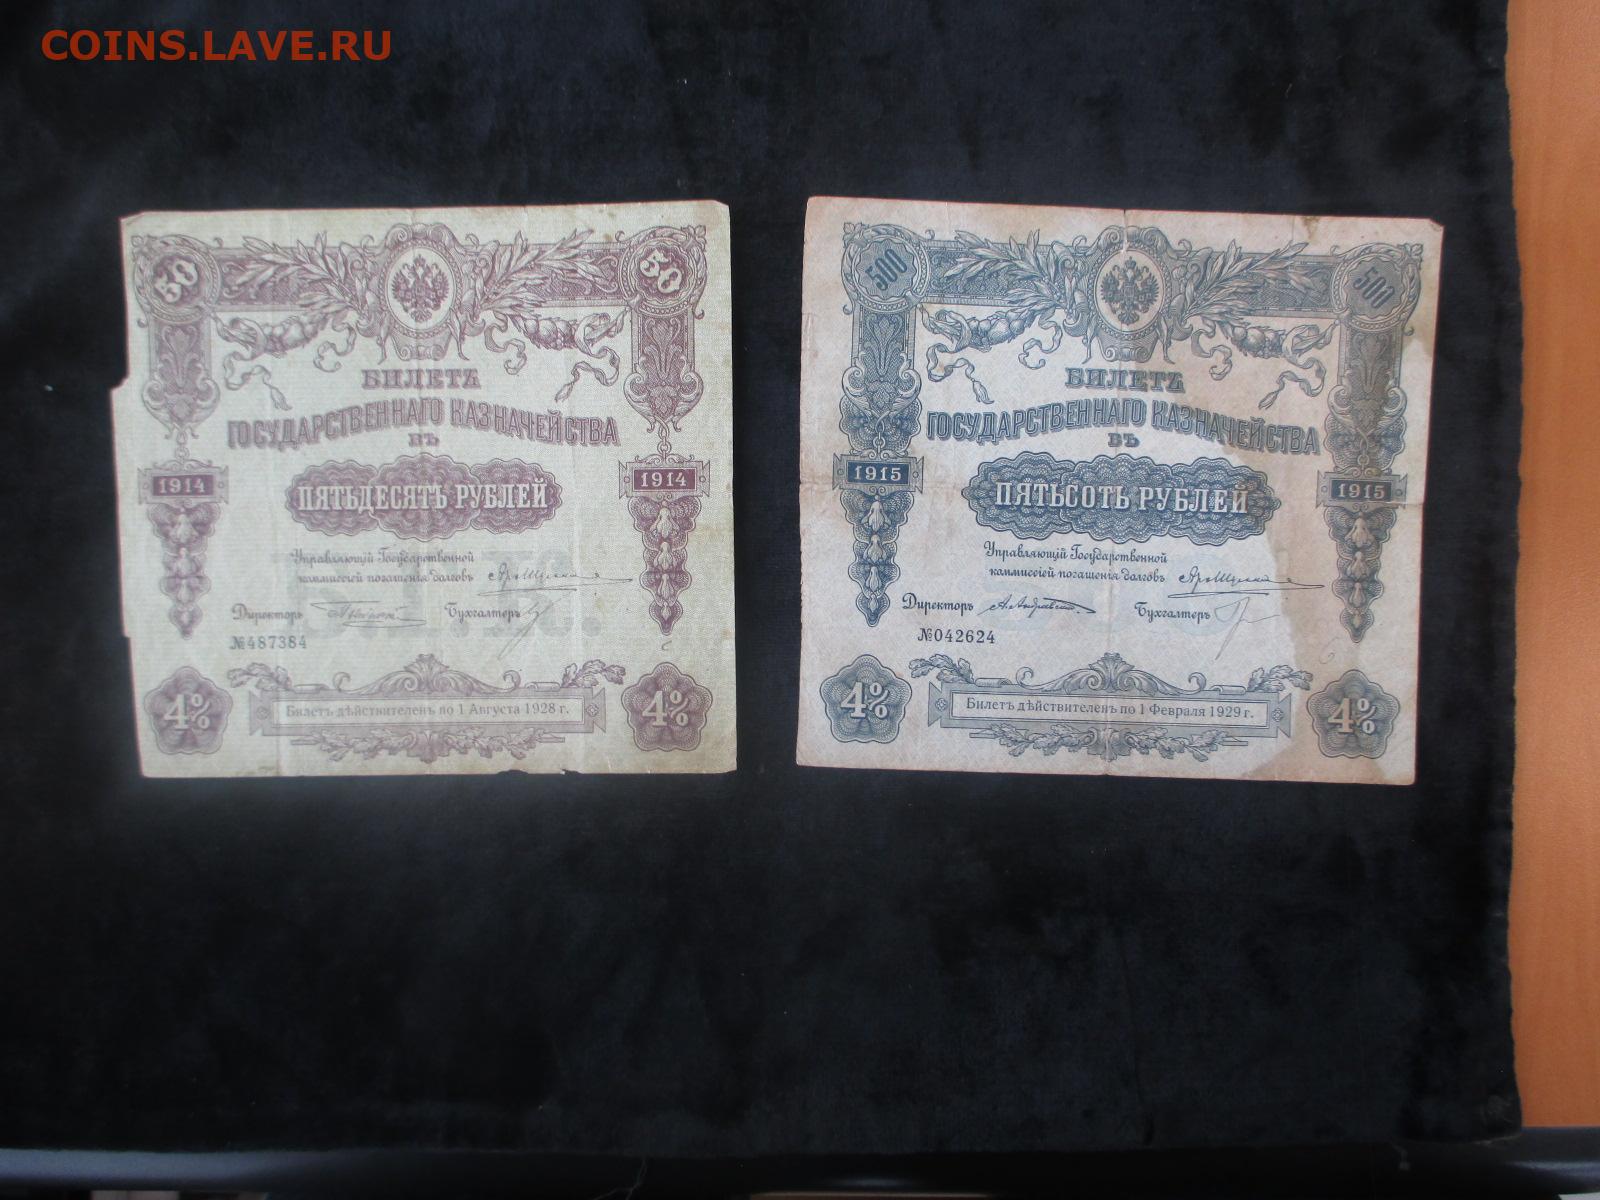 COINS.LAVE.RU
50 50
БИЛЕТЪ
ГОСУДАРСТВЕННАГО КАЗНАЧЕЙСТВА
ВЪ
1914 1914
ПЯТЬДЕСЯТЪ РУБЛЕЙ
Управляющій Государственной
коммиссіей погашенія долговъ
Директоръ Бухгалтеръ
№487384
4% 4%
Билетъ дѣйствителенъ по 1 Августа 1928 г.
500 500
БИЛЕТЪ
ГОСУДАРСТВЕННАГО КАЗНАЧЕЙСТВА
ВЪ
1915 1915
ПЯТЬСОТЪ РУБЛЕЙ
Управляющій Государственной
коммиссіей погашенія долговъ
Директоръ Бухгалтеръ
№042624
4% 4%
Билетъ дѣйствителенъ по 1 Февраля 1929 г.